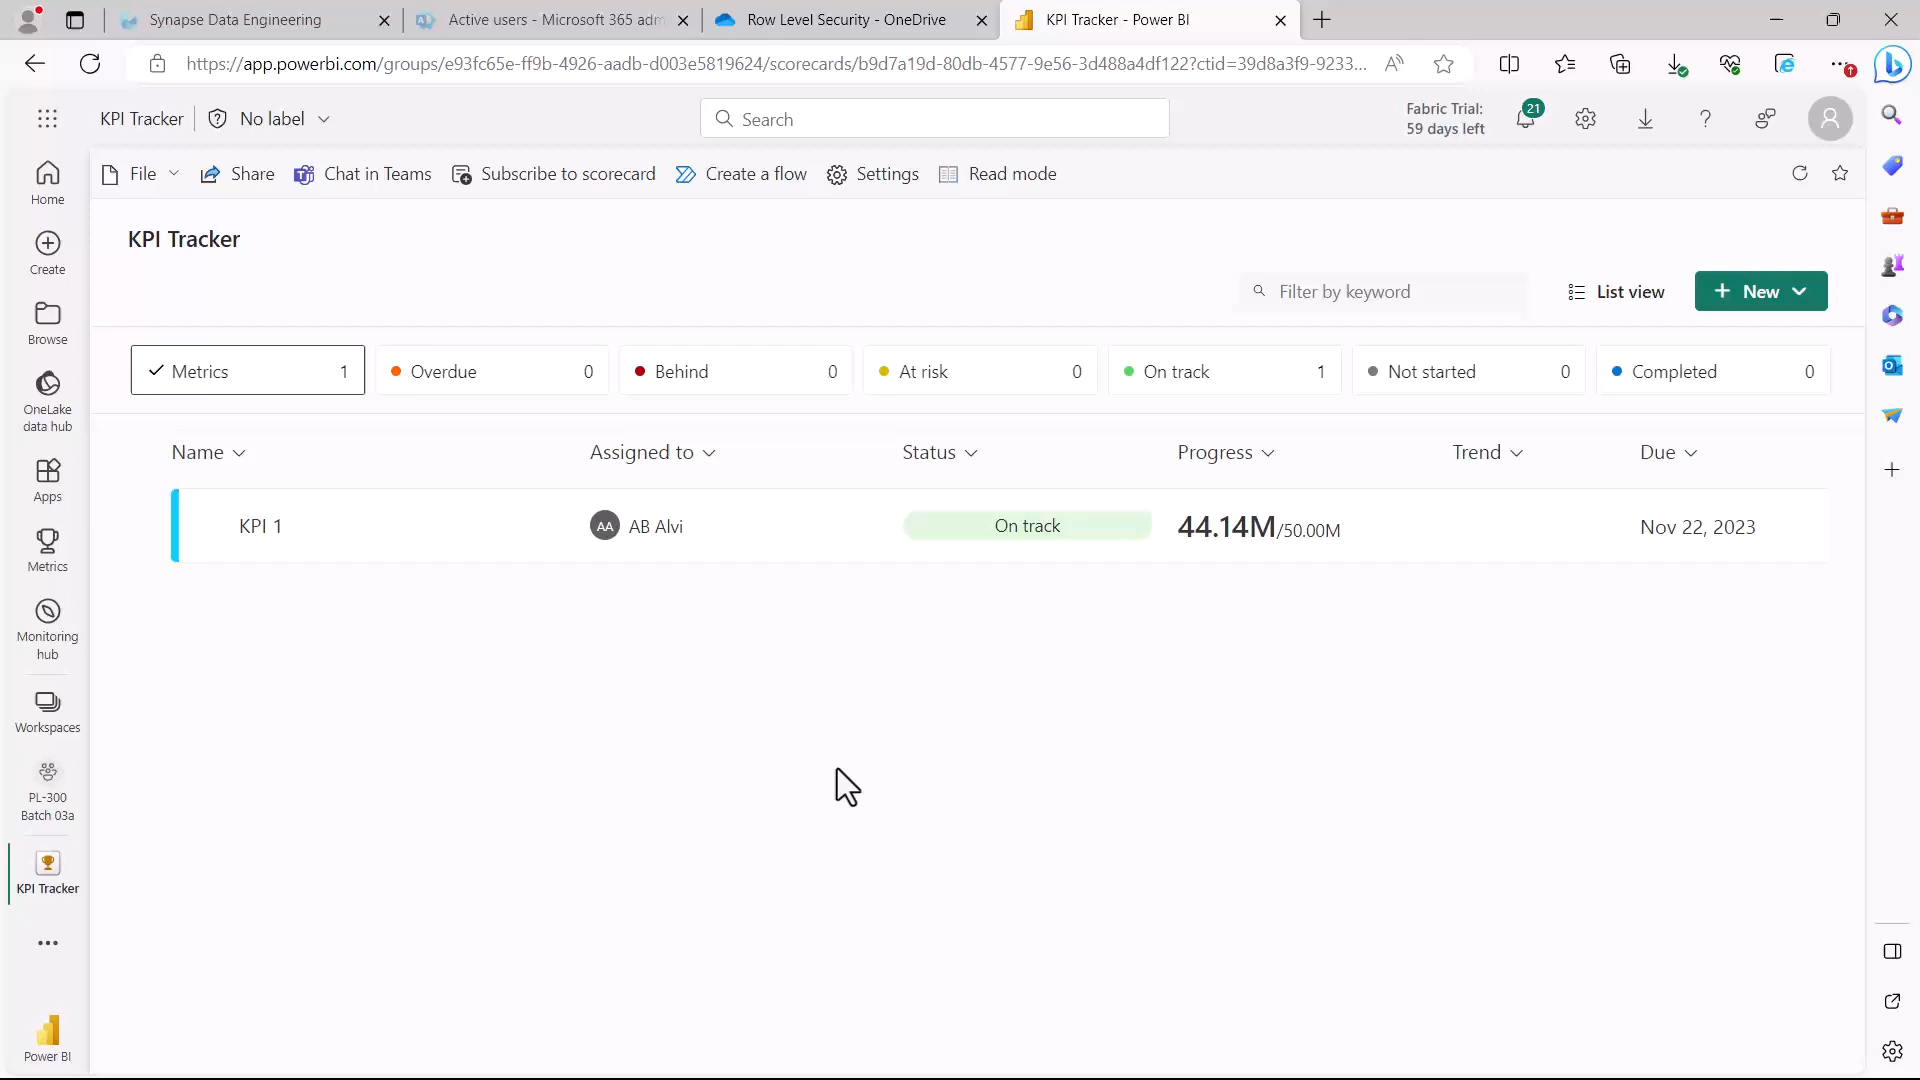 Synapse Data Engineering
Active users - Microsoft 365 adm
Row Level Security - OneDrive
KPI Tracker - Power BI
https://app.powerbi.com/groups/e93fc65e-ff9b-4926-aadb-d003e5819624/scorecards/b9d7a19d-80db-4577-9e56-3d488a4df122?ctid=39d8a3f9-9233...
KPI Tracker
No label
Search
Fabric Trial:
59 days left
21
File
Share
Chat in Teams
Subscribe to scorecard
Create a flow
Settings
Read mode
Home
Create
Browse
OneLake
data hub
Apps
Metrics
Monitoring
hub
Workspaces
PL-300
Batch 03a
KPI Tracker
Power BI
KPI Tracker
Filter by keyword
List view
New
Metrics 1
Overdue 0
Behind 0
At risk 0
On track 1
Not started 0
Completed 0
Name
Assigned to
Status
Progress
Trend
Due
KPI 1
AA
AB Alvi
On track
44.14M/50.00M
Nov 22, 2023